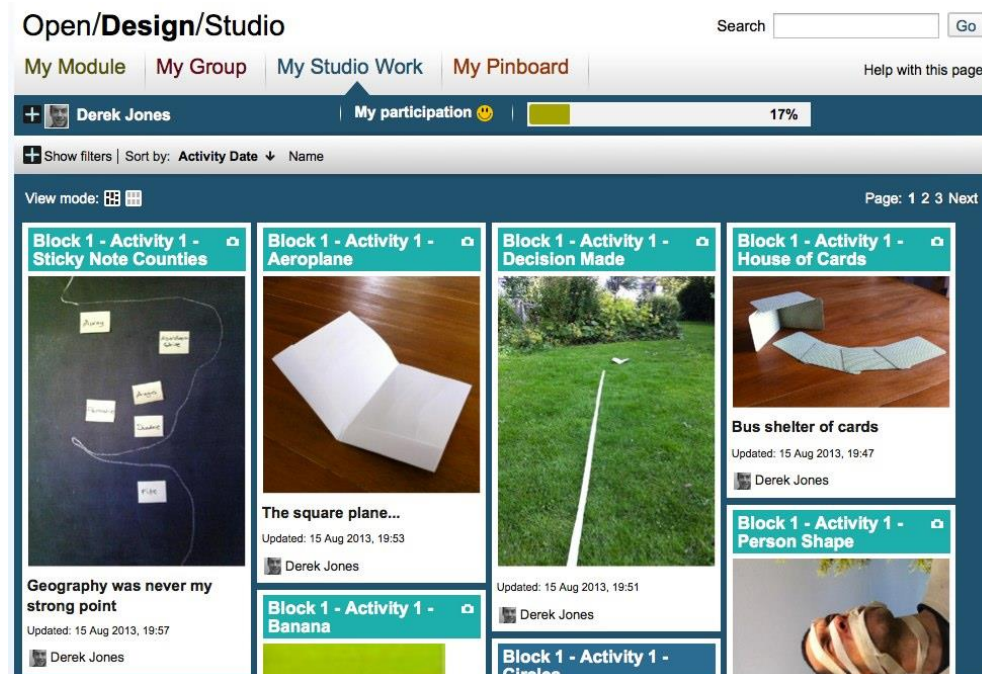 Open/Design/Studio
Search
Go
My Module
My Group
My Studio Work
My Pinboard
Help with this page
Derek Jones
My participation
17%
Show filters | Sort by: Activity Date ↓ Name
View mode:
Page: 1 2 3 Next
Block 1 - Activity 1 -
Sticky Note Counties
Angus
Fife
Geography was never my
strong point
Updated: 15 Aug 2013, 19:57
Derek Jones
Block 1 - Activity 1 -
Aeroplane
The square plane...
Updated: 15 Aug 2013, 19:53
Derek Jones
Block 1 - Activity 1 -
Banana
Block 1 - Activity 1 -
Decision Made
Updated: 15 Aug 2013, 19:51
Derek Jones
Block 1 - Activity 1 -
Circles
Block 1 - Activity 1 -
House of Cards
Bus shelter of cards
Updated: 15 Aug 2013, 19:47
Derek Jones
Block 1 - Activity 1 -
Person Shape